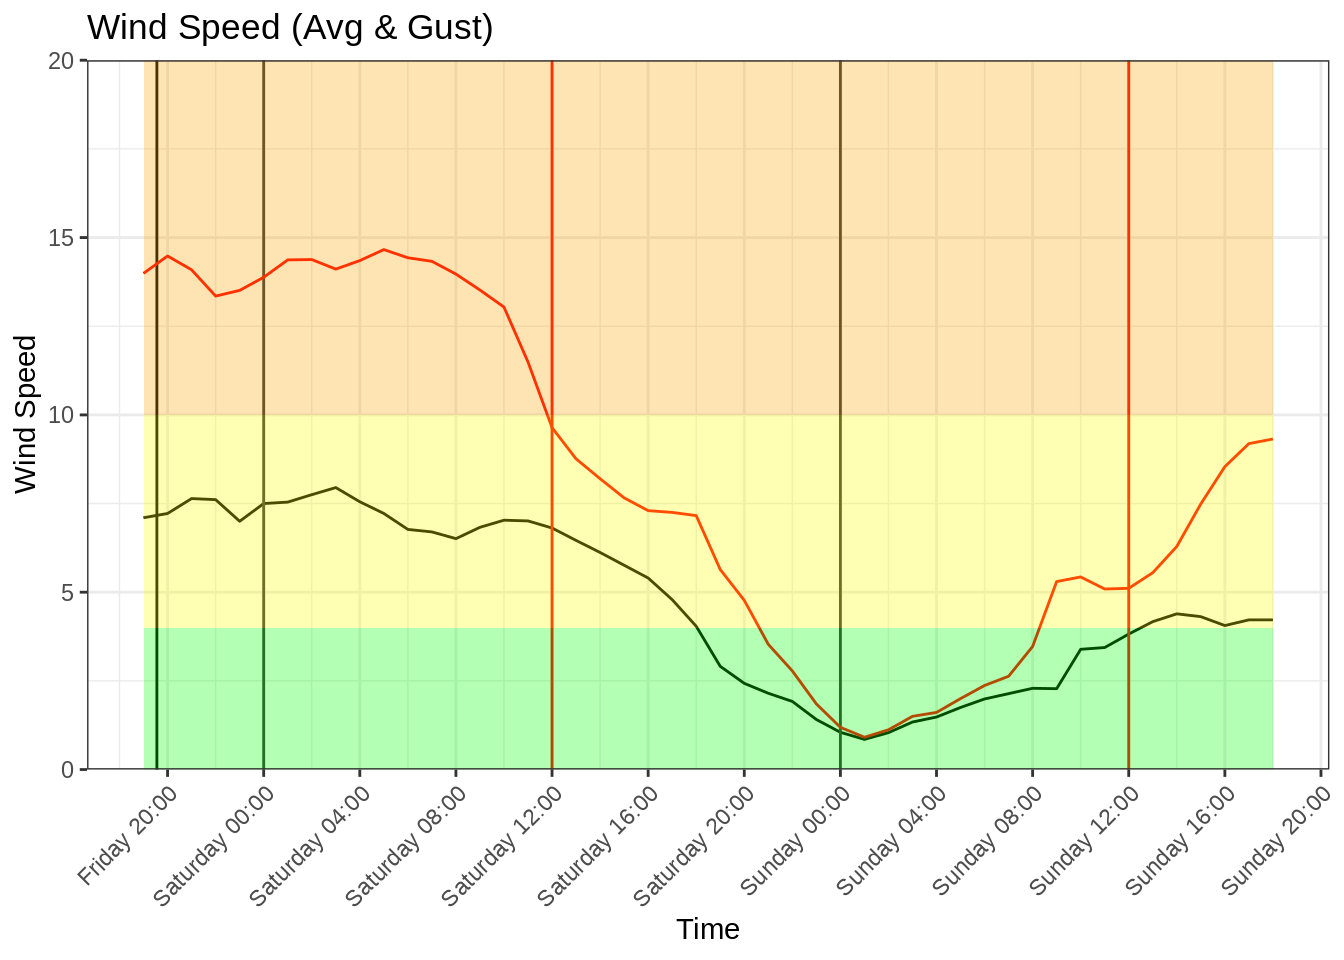 Wind Speed (Avg & Gust)
Wind Speed
20
15
10
5
0
Friday 20:00
Saturday 00:00
Saturday 04:00
Saturday 08:00
Saturday 12:00
Saturday 16:00
Saturday 20:00
Sunday 00:00
Sunday 04:00
Sunday 08:00
Sunday 12:00
Sunday 16:00
Sunday 20:00
Time